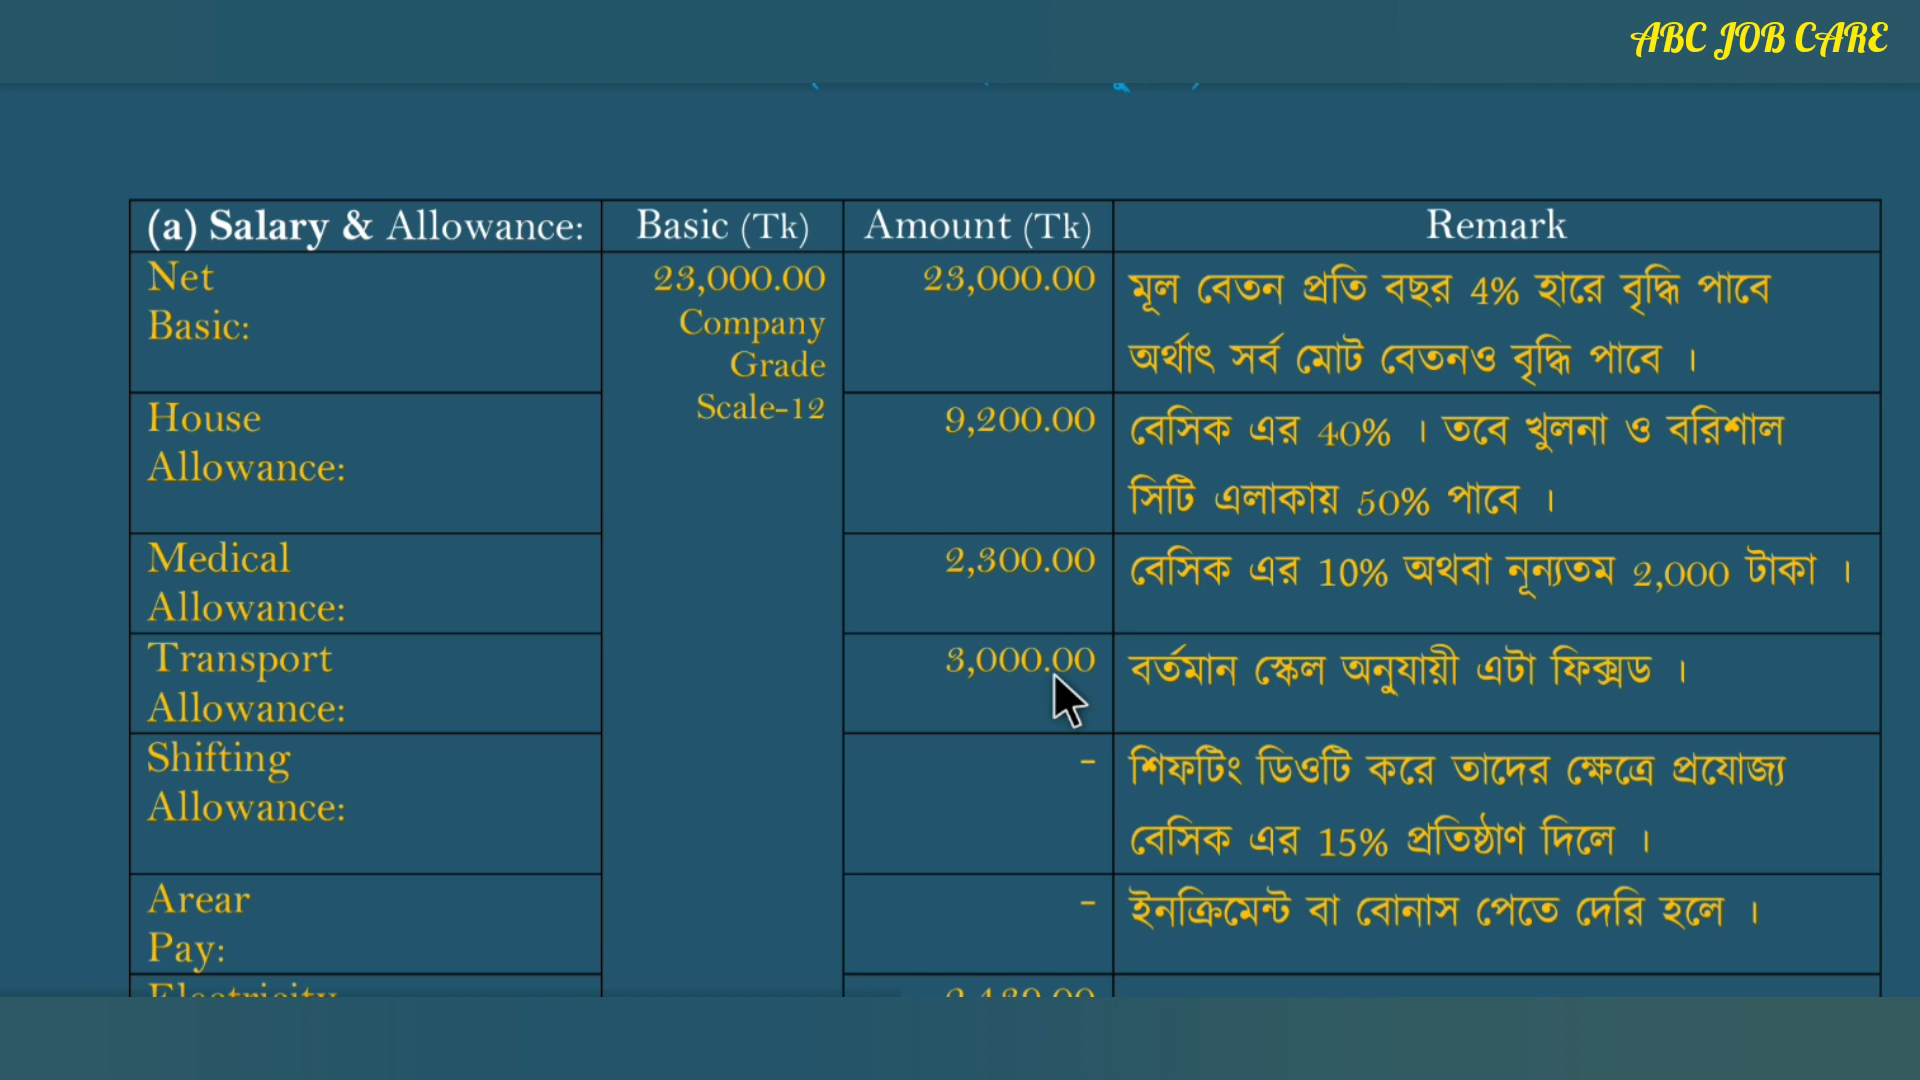 ABC JOB CARE
(a) Salary & Allowance: Basic (Tk) Amount (Tk) Remark
Net 23,000.00 23,000.00 মূল বেতন প্রতি বছর 4% হারে বৃদ্ধি পাবে
Basic: Company অর্থাৎ সর্ব মোট বেতনও বৃদ্ধি পাবে ।
Grade
Scale-12
House 9,200.00 বেসিক এর 40% । তবে খুলনা ও বরিশাল
Allowance: সিটি এলাকায় 50% পাবে ।
Medical 2,300.00 বেসিক এর 10% অথবা নূন্যতম 2,000 টাকা ।
Allowance:
Transport 3,000.00 বর্তমান স্কেল অনুযায়ী এটা ফিক্সড ।
Allowance:
Shifting - শিফটিং ডিওটি করে তাদের ক্ষেত্রে প্রযোজ্য
Allowance: বেসিক এর 15% প্রতিষ্ঠাণ দিলে ।
Arear - ইনক্রিমেন্ট বা বোনাস পেতে দেরি হলে ।
Pay:
Electricity